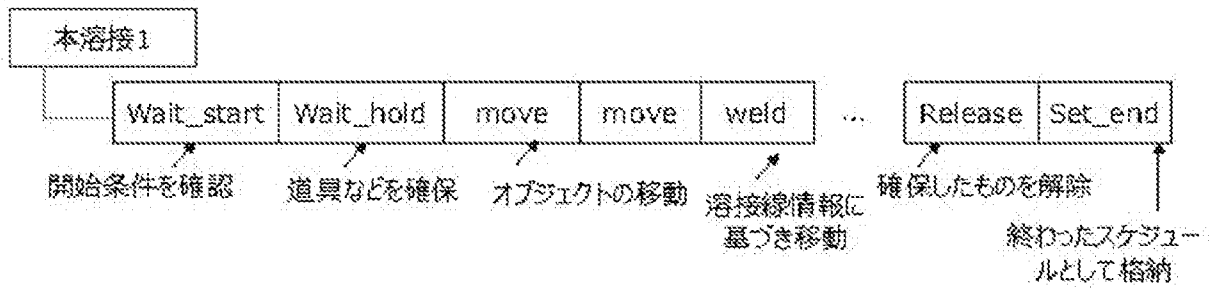 本溶接1
Wait_start Wait_hold move move weld … Release Set_end
開始条件を確認
道具などを確保
オブジェクトの移動
溶接線情報に
基づき移動
確保したものを解除
終わったスケジュー
ルとして格納